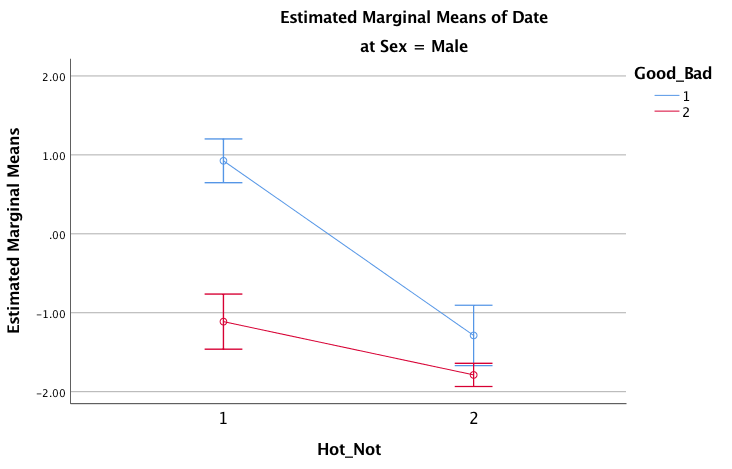 Estimated Marginal Means of Date
at Sex = Male
Good_Bad
1
2
Estimated Marginal Means
2.00
1.00
.00
-1.00
-2.00
1
2
Hot_Not